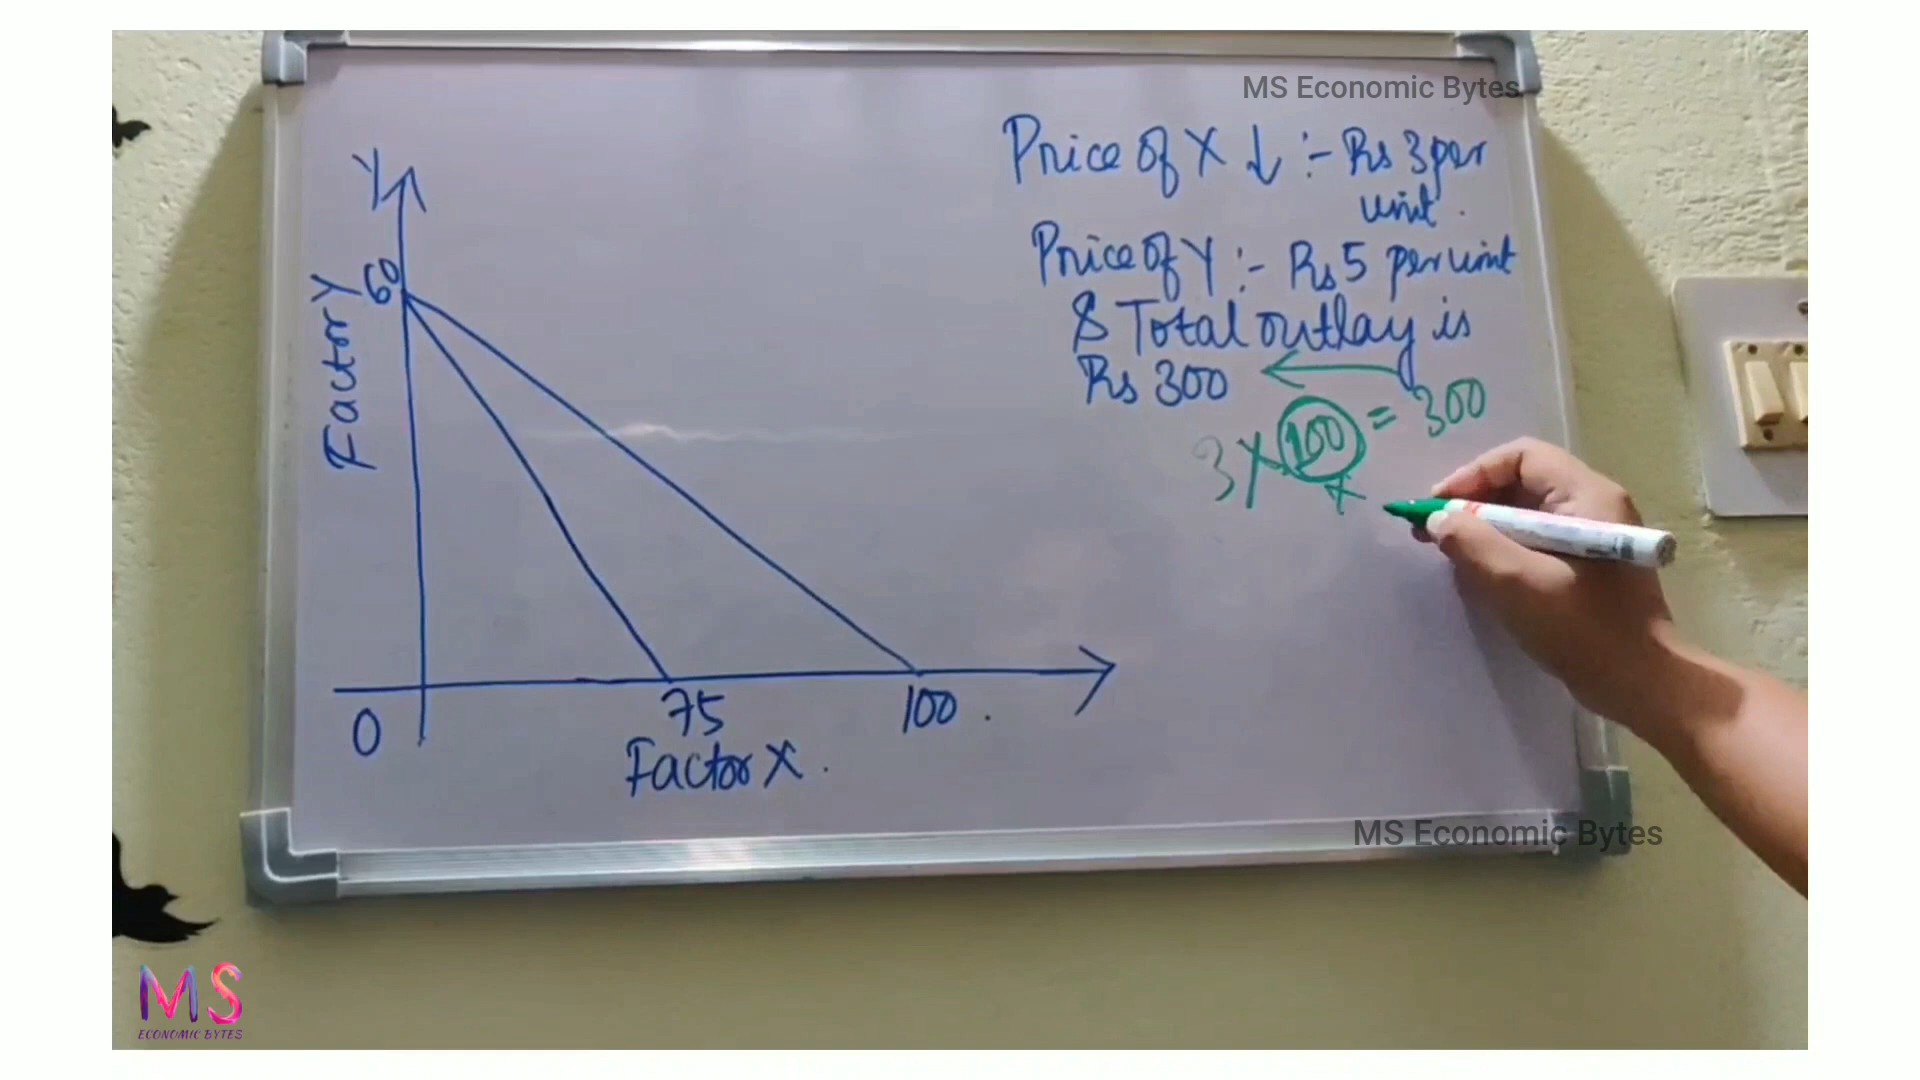 MS Economic Bytes
Price of X ↓ :- Rs 3 per
unit.
Price of Y :- Rs 5 per unit
& Total outlay is
Rs 300
3 X 100 = 300
x
Y
60
Factor Y
0
75
100
Factor X
MS Economic Bytes
MS
ECONOMIC BYTES